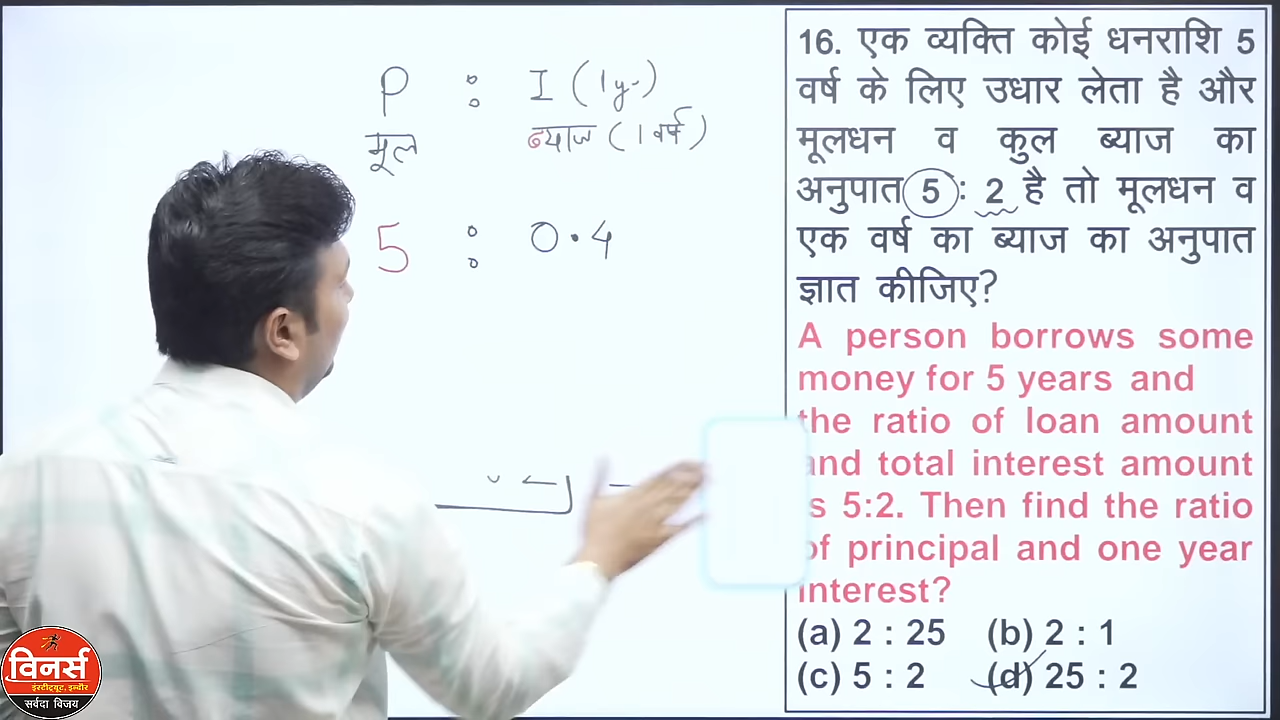 P : I (1y-)
मूल ब्याज (1 वर्ष)
5 : 0.4
16. एक व्यक्ति कोई धनराशि 5
वर्ष के लिए उधार लेता है और
मूलधन व कुल ब्याज का
अनुपात 5 : 2 है तो मूलधन व
एक वर्ष का ब्याज का अनुपात
ज्ञात कीजिए?
A person borrows some
money for 5 years and
the ratio of loan amount
and total interest amount
is 5:2. Then find the ratio
of principal and one year
interest?
(a) 2 : 25 (b) 2 : 1
(c) 5 : 2 (d) 25 : 2
विनर्स
इंस्टीट्यूट, इन्दौर
सर्वदा विजय